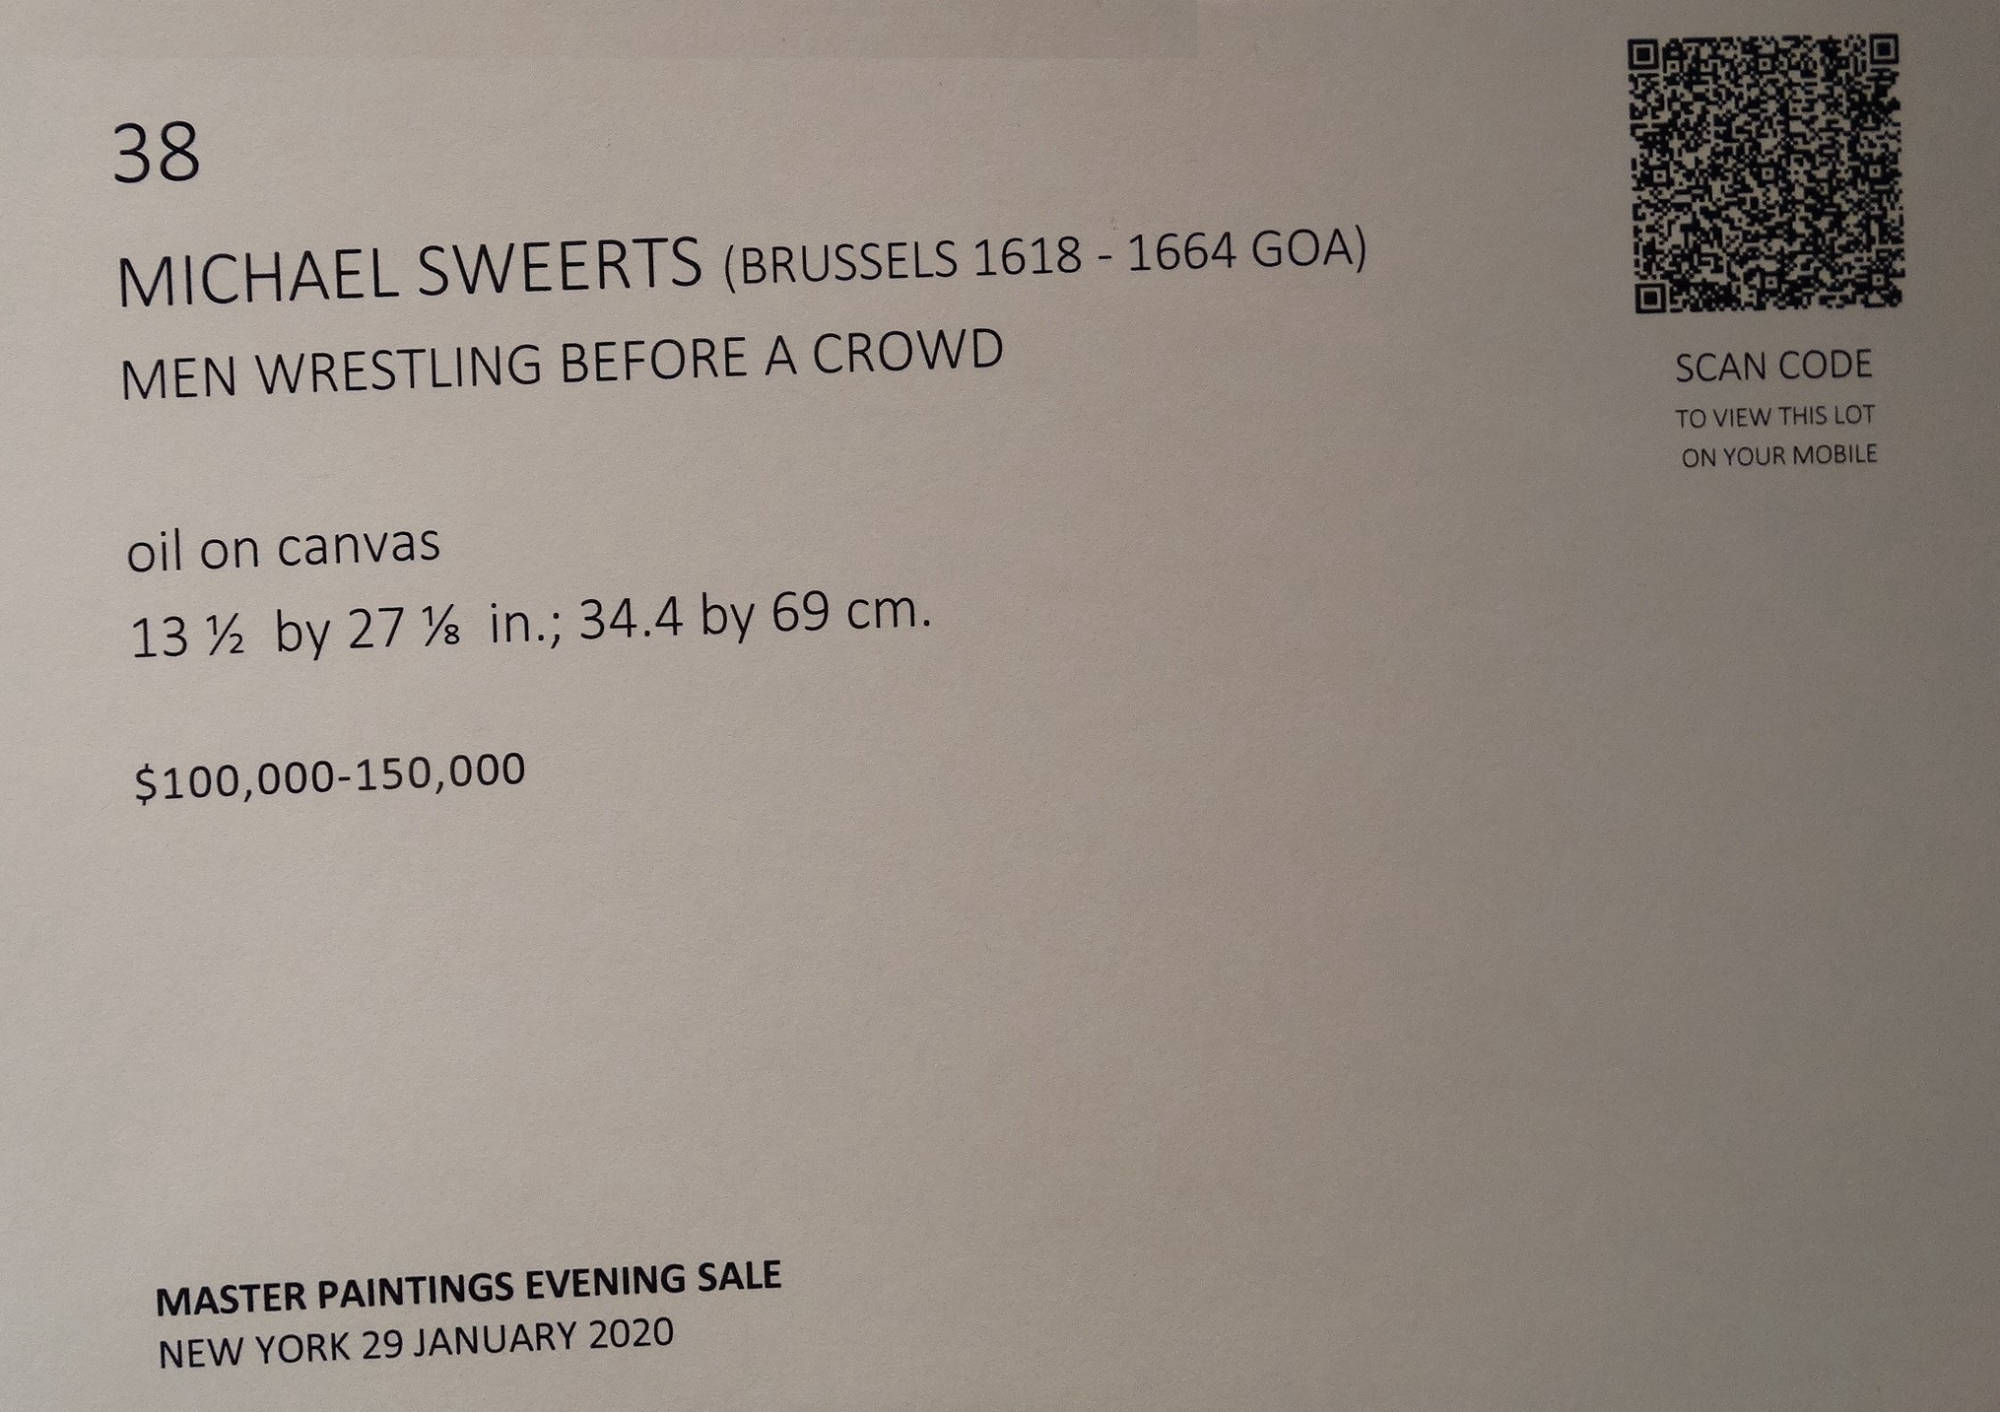 38
MICHAEL SWEERTS (BRUSSELS 1618 - 1664 GOA)
MEN WRESTLING BEFORE A CROWD
oil on canvas
13 ½ by 27 ⅛ in.; 34.4 by 69 cm.
$100,000-150,000
MASTER PAINTINGS EVENING SALE
NEW YORK 29 JANUARY 2020
SCAN CODE
TO VIEW THIS LOT
ON YOUR MOBILE